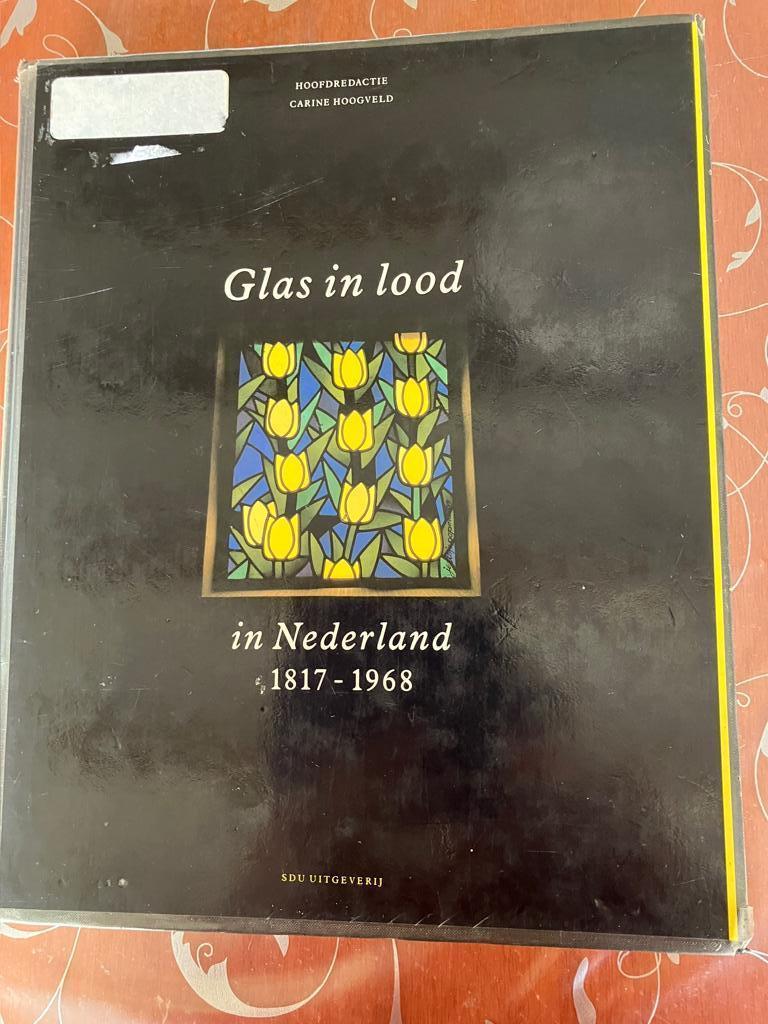 HOOFDREDACTIE
CARINE HOOGVELD
Glas in lood
in Nederland
1817 - 1968
SDU UITGEVERIJ